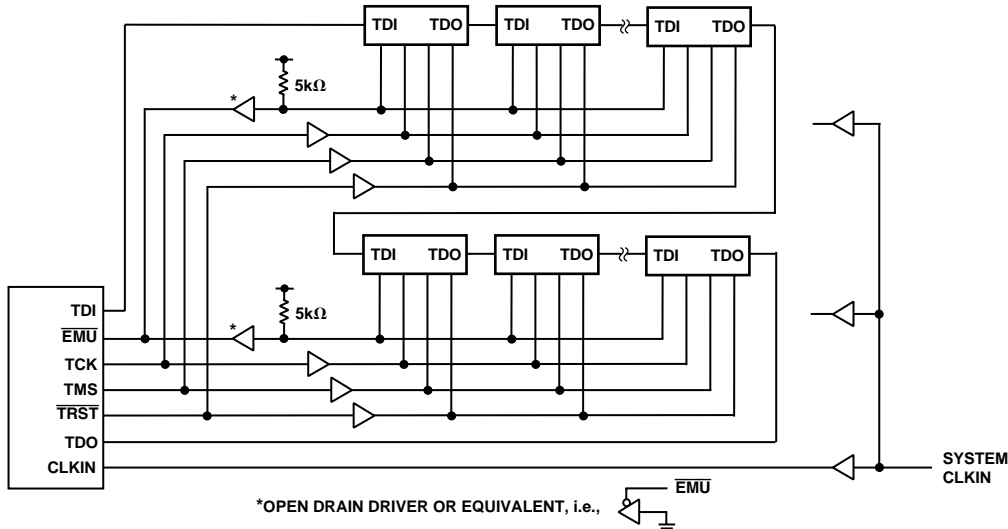 TDI TDO TDI TDO TDI TDO
5kΩ
*
TDI TDO TDI TDO TDI TDO
5kΩ
*
TDI
EMU
TCK
TMS
TRST
TDO
CLKIN
SYSTEM
CLKIN
*OPEN DRAIN DRIVER OR EQUIVALENT, i.e.,
EMU